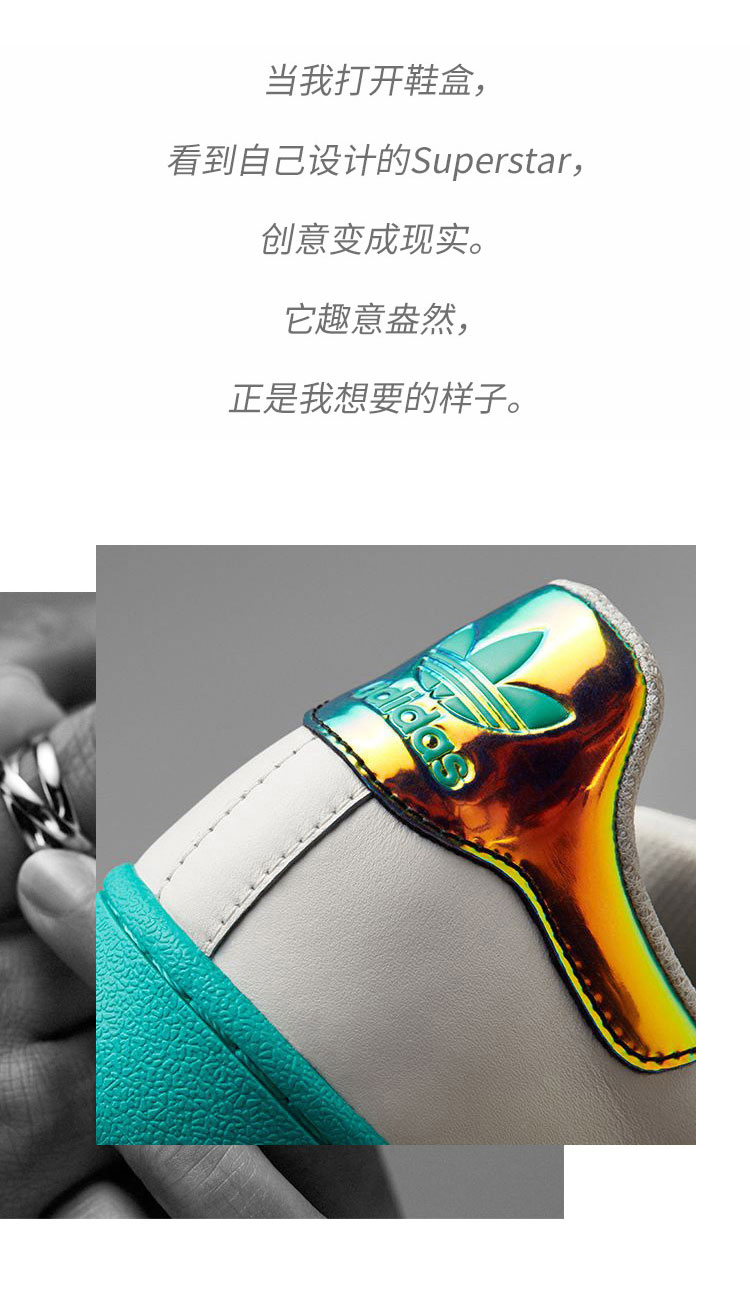 当我打开鞋盒，
看到自己设计的Superstar，
创意变成现实。
它趣意盎然，
正是我想要的样子。
adidas